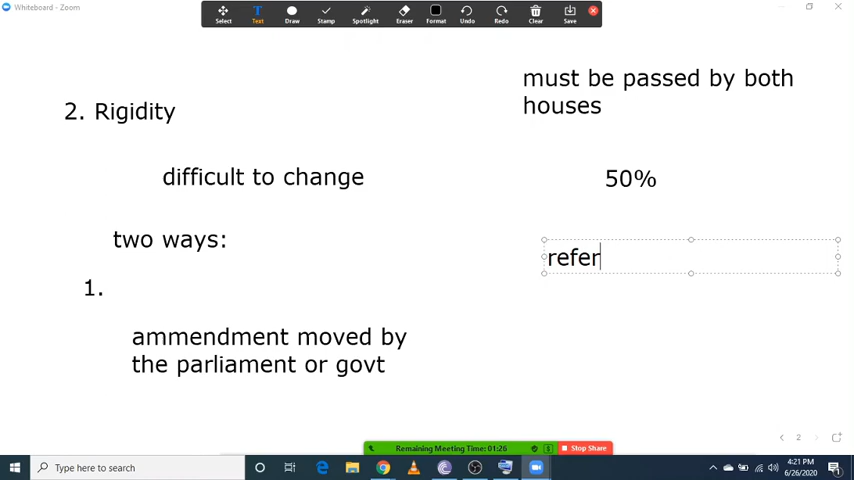 Whiteboard - Zoom
Select
Text
Draw
Stamp
Spotlight
Eraser
Format
Undo
Redo
Clear
Save
2. Rigidity
difficult to change
two ways:
1.
ammendment moved by
the parliament or govt
must be passed by both
houses
50%
refer
2
Remaining Meeting Time: 01:26
Stop Share
Type here to search
4:21 PM
6/26/2020